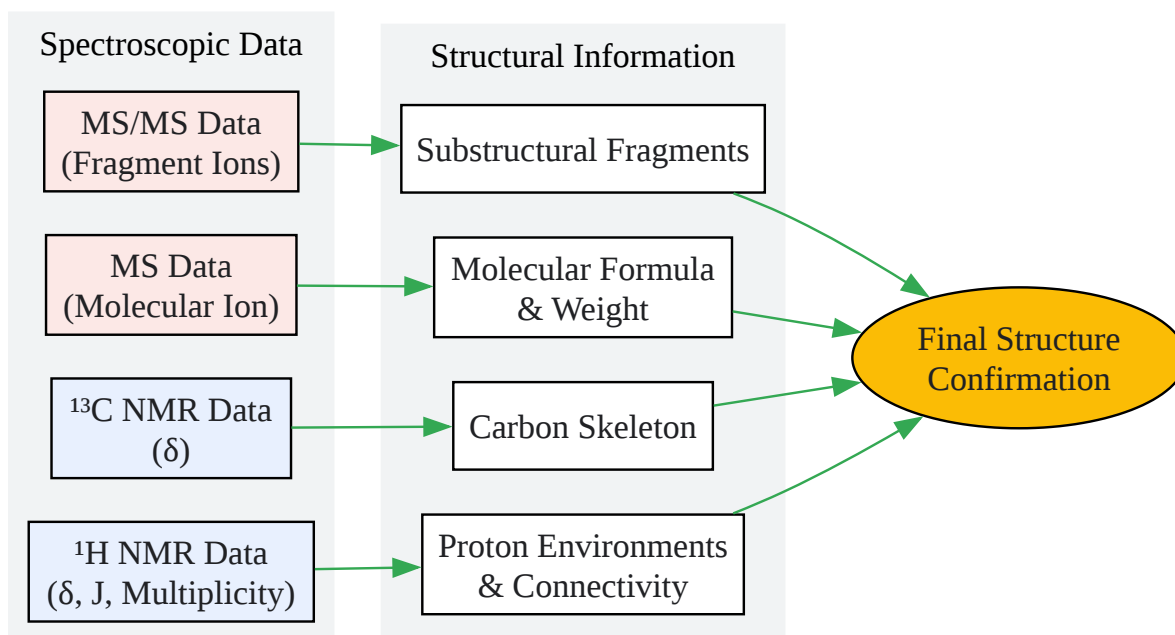 Spectroscopic Data
MS/MS Data
(Fragment Ions)
MS Data
(Molecular Ion)
¹³C NMR Data
(δ)
¹H NMR Data
(δ, J, Multiplicity)
Structural Information
Substructural Fragments
Molecular Formula
& Weight
Carbon Skeleton
Proton Environments
& Connectivity
Final Structure
Confirmation